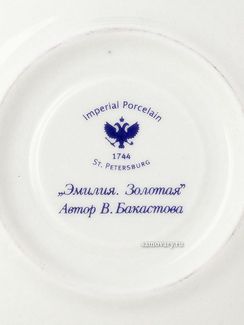 Imperial Porcelain
1744
St. Petersburg
„Эмилия. Золотая”
Автор В. Бакастова
samovary.ru